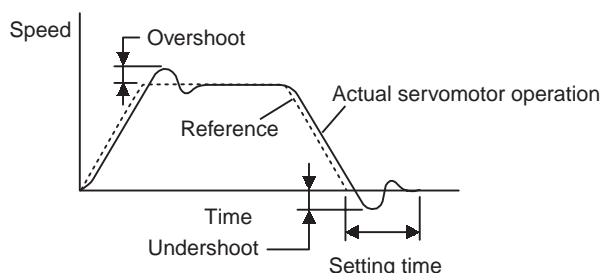 Speed
Overshoot
Actual servomotor operation
Reference
Time
Undershoot
Setting time